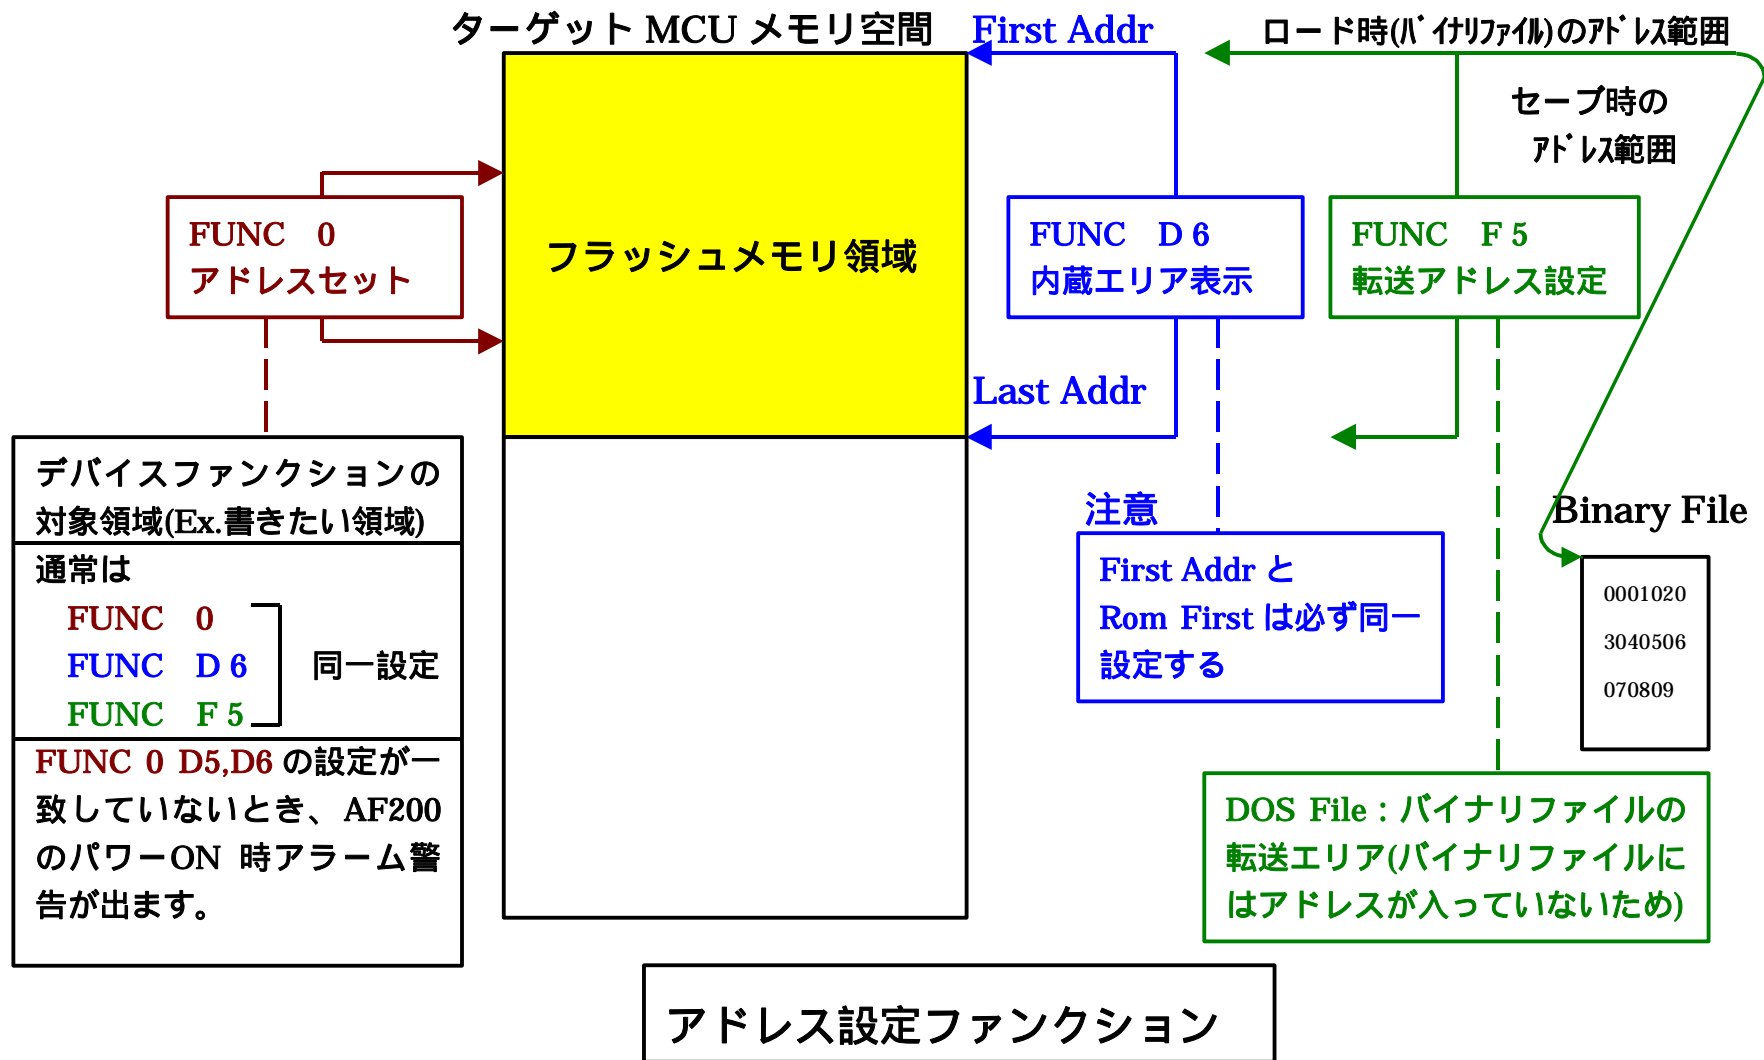 ターゲット MCU メモリ空間
First Addr
ロード時(ﾊﾞｲﾅﾘﾌｧｲﾙ)のｱﾄﾞﾚｽ範囲
セーブ時の
ｱﾄﾞﾚｽ範囲
FUNC 0
アドレスセット
フラッシュメモリ領域
FUNC D 6
内蔵エリア表示
FUNC F 5
転送アドレス設定
Last Addr
デバイスファンクションの
対象領域(Ex.書きたい領域)
通常は
FUNC 0
FUNC D 6
FUNC F 5
同一設定
FUNC 0 D5,D6 の設定が一
致していないとき、AF200
のパワーON 時アラーム警
告が出ます。
注意
First Addr と
Rom First は必ず同一
設定する
Binary File
0001020
3040506
070809
DOS File：バイナリファイルの
転送エリア(バイナリファイルに
はアドレスが入っていないため)
アドレス設定ファンクション